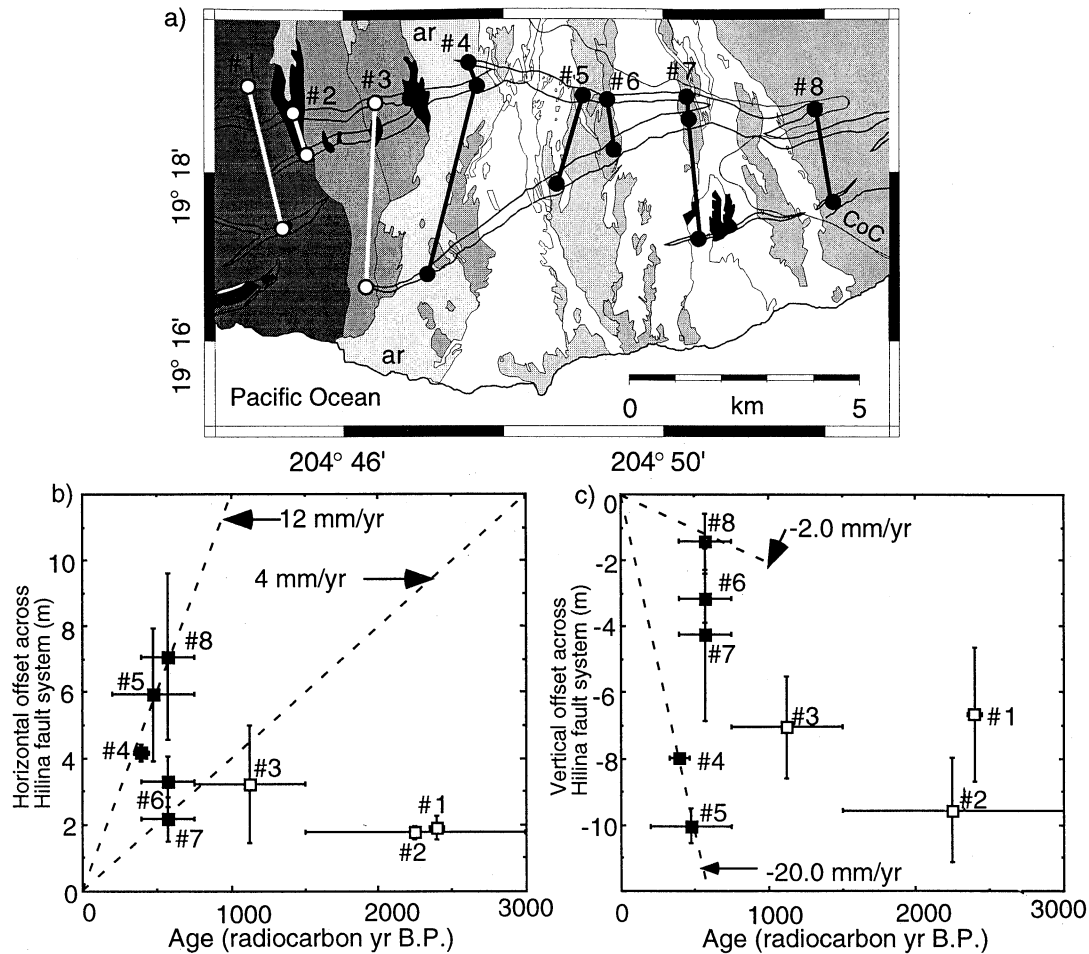 a)
ar
#4
#1
#2
#3
#5
#6
#7
#8
19° 18'
CoC
19° 16'
ar
Pacific Ocean
0
km
5
204° 46'
204° 50'
b)
12 mm/yr
4 mm/yr
10
8
6
4
2
0
#8
#5
#4
#3
#6
#7
#1
#2
Horizontal offset across
Hilina fault system (m)
0
1000
2000
3000
Age (radiocarbon yr B.P.)
c)
0
-2
-4
-6
-8
-10
#8
-2.0 mm/yr
#6
#7
#3
#1
#4
#2
#5
-20.0 mm/yr
Vertical offset across
Hilina fault system (m)
0
1000
2000
3000
Age (radiocarbon yr B.P.)